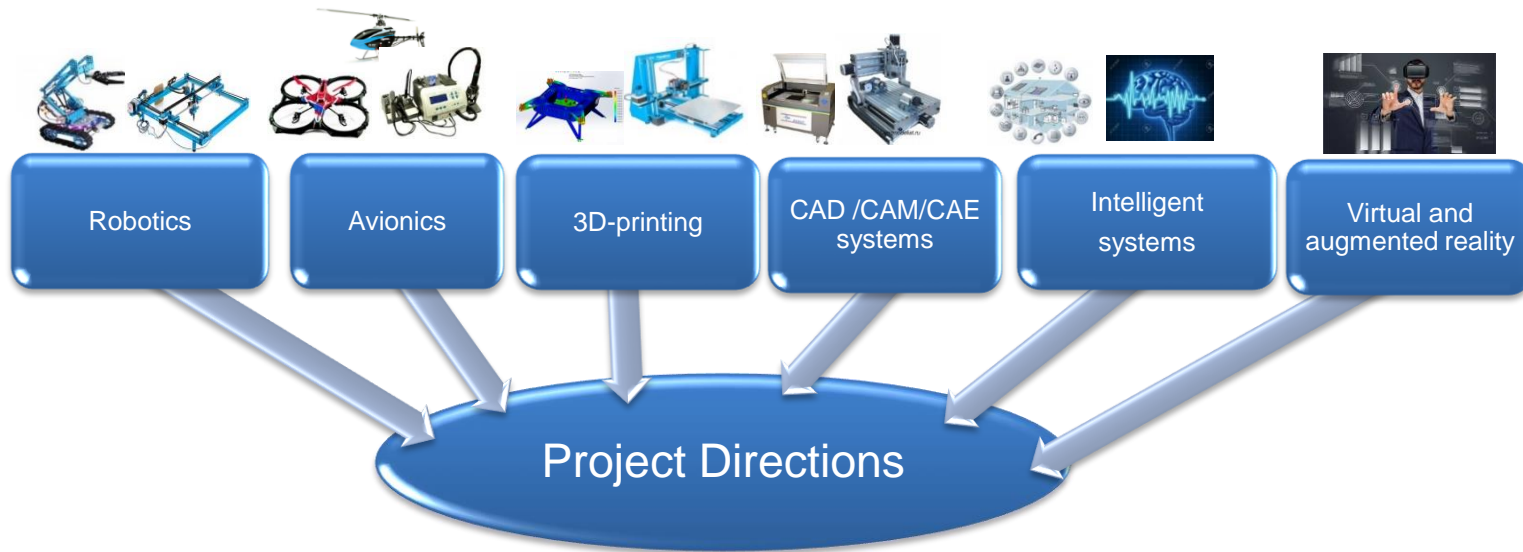 Robotics
Avionics
3D-printing
CAD /CAM/CAE
systems
Intelligent
systems
Virtual and
augmented reality
Project Directions